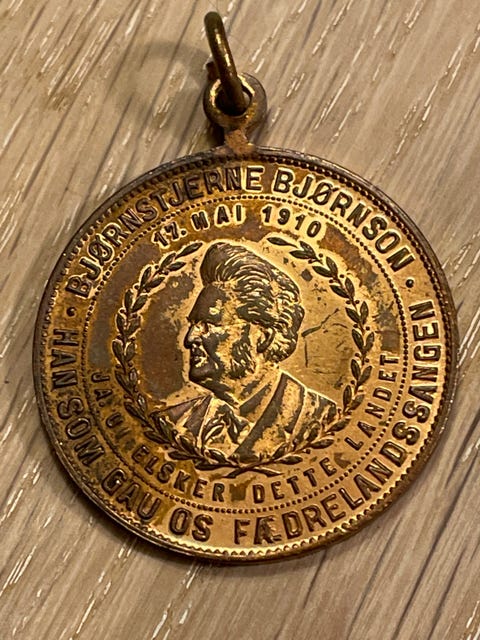 BJØRNSTJERNE BJØRNSON
17. MAI 1910
JA VI ELSKER DETTE LANDET
HAN SOM GAV OS FÆDRELANDSSANGEN